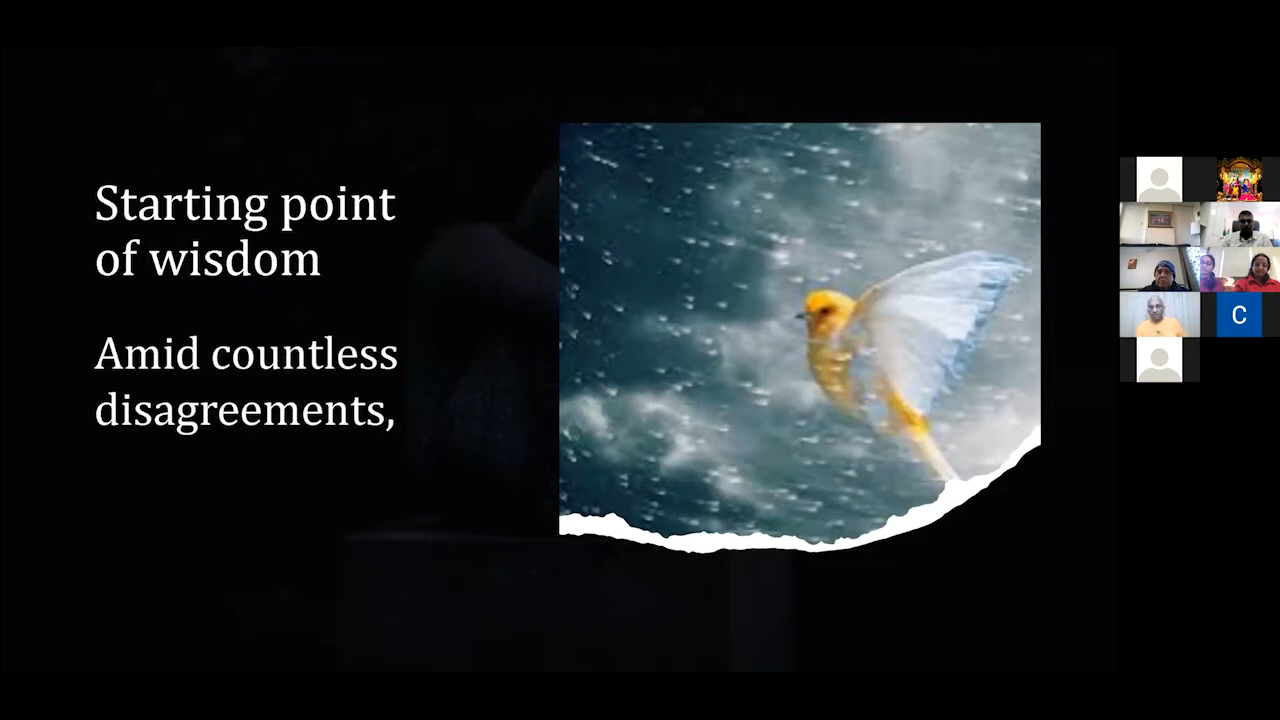 Starting point
of wisdom
Amid countless
disagreements,
C